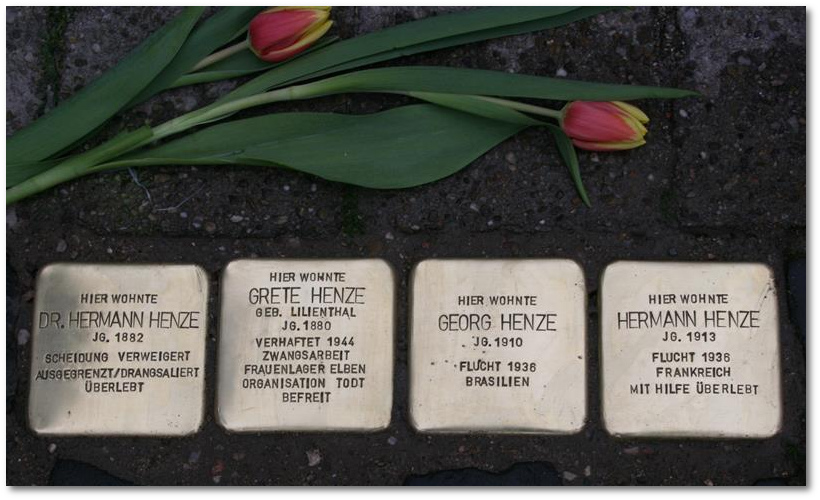 HIER WOHNTE
DR. HERMANN HENZE
JG. 1882
SCHEIDUNG VERWEIGERT
AUSGEGRENZT/DRANGSALIERT
ÜBERLEBT
HIER WOHNTE
GRETE HENZE
GEB. LILIENTHAL
JG. 1880
VERHAFTET 1944
ZWANGSARBEIT
FRAUENLAGER ELBEN
ORGANISATION TODT
BEFREIT
HIER WOHNTE
GEORG HENZE
JG. 1910
FLUCHT 1936
BRASILIEN
HIER WOHNTE
HERMANN HENZE
JG. 1913
FLUCHT 1936
FRANKREICH
MIT HILFE ÜBERLEBT